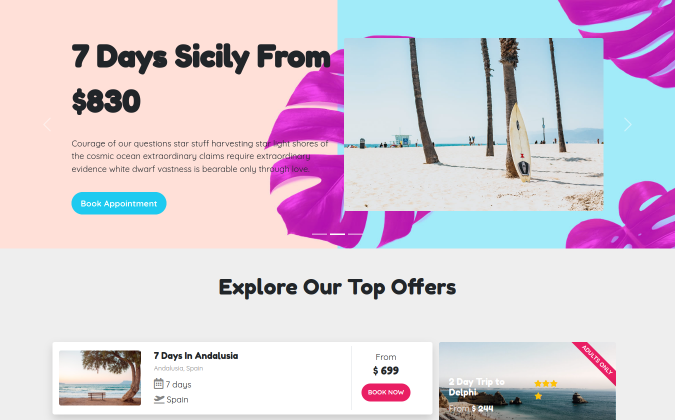 7 Days Sicily From
$830
Courage of our questions star stuff harvesting star light shores of
the cosmic ocean extraordinary claims require extraordinary
evidence white dwarf vastness is bearable only through love.
Book Appointment
Explore Our Top Offers
7 Days In Andalusia
Andalusia, Spain
7 days
Spain
From
$ 699
BOOK NOW
ADULTS ONLY
2 Day Trip to
Delphi
From $ 244